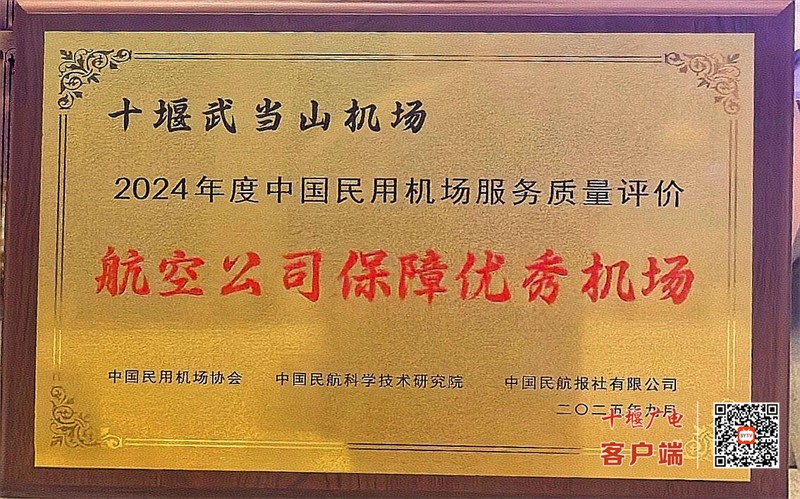 十堰武当山机场
2024年度中国民用机场服务质量评价
航空公司保障优秀机场
中国民用机场协会 中国民航科学技术研究院 中国民航报社有限公司
二〇二五年九月
十堰广电
客户端